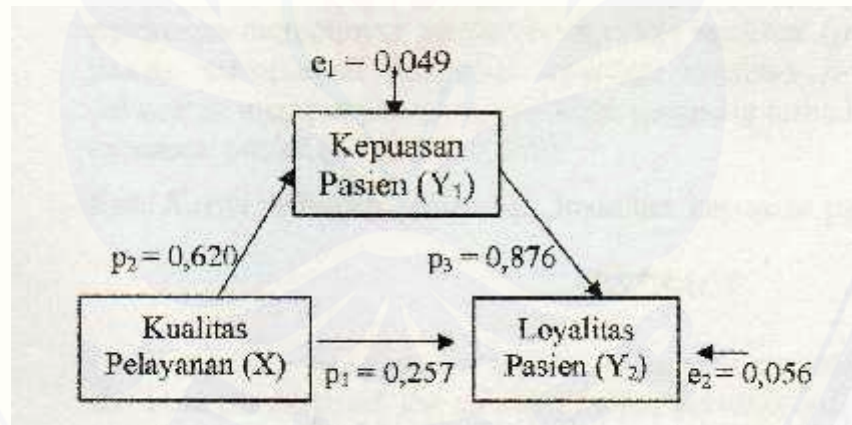 e₁ = 0,049
Kepuasan
Pasien (Y₁)
p₂ = 0,620
p₃ = 0,876
Kualitas
Pelayanan (X)
p₁ = 0,257
Loyalitas
Pasien (Y₂)
e₂ = 0,056